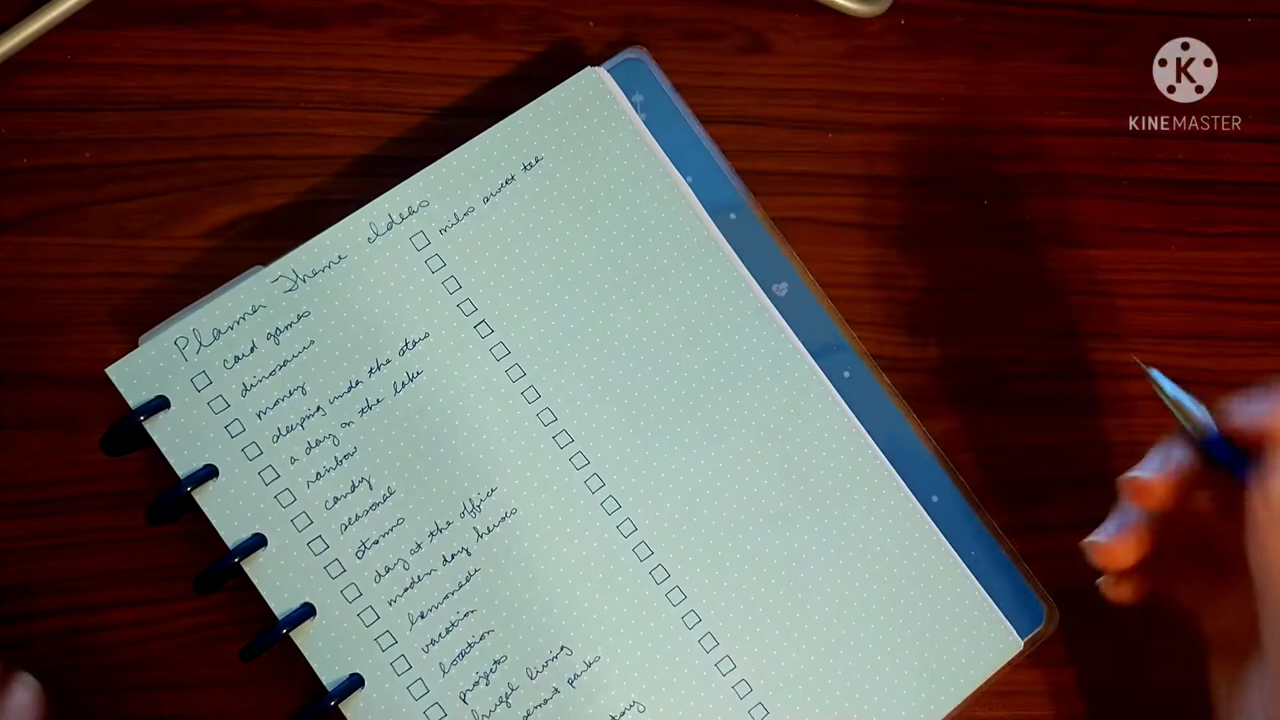 Planner Theme Ideas
card games
dinosaurs
money
sleeping under the stars
a day on the lake
rainbow
candy
seasonal
storms
day at the office
modern day heroes
lemonade
vacation
location
projects
frugal living
milos sweet tea
KINEMASTER